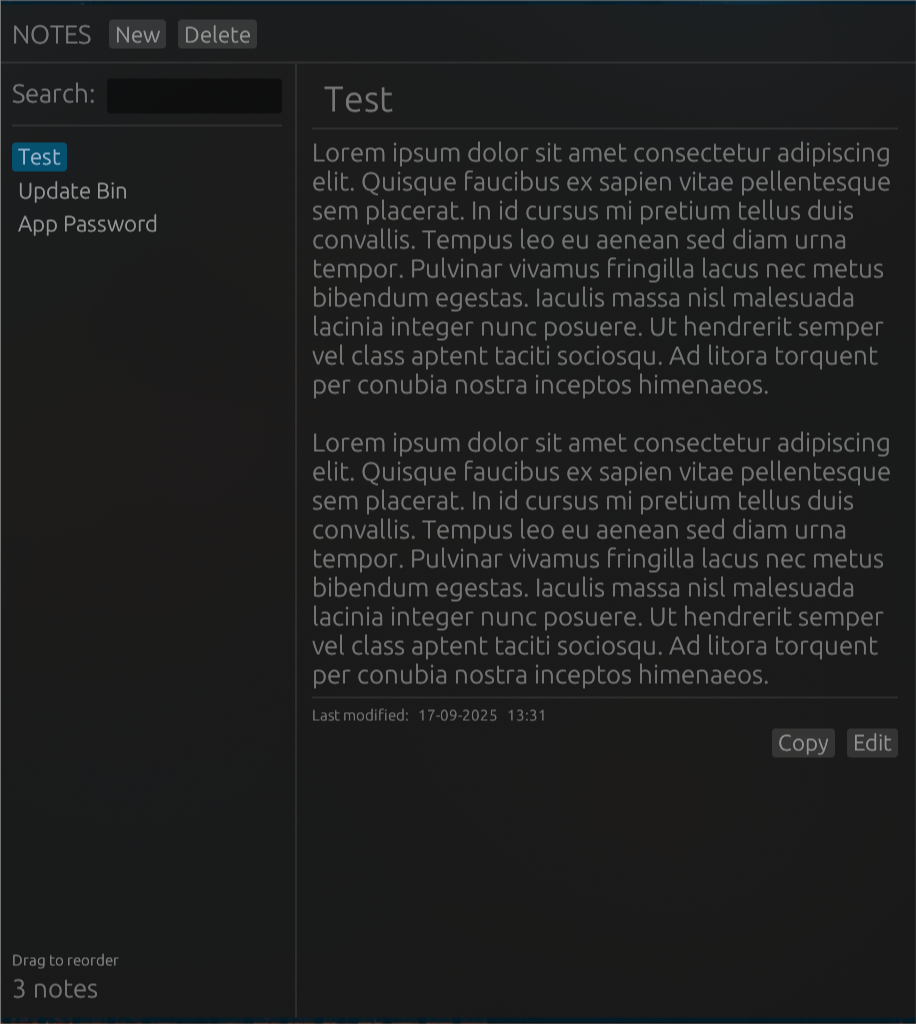 NOTES New Delete
Search:
Test
Update Bin
App Password
Drag to reorder
3 notes
Test
Lorem ipsum dolor sit amet consectetur adipiscing
elit. Quisque faucibus ex sapien vitae pellentesque
sem placerat. In id cursus mi pretium tellus duis
convallis. Tempus leo eu aenean sed diam urna
tempor. Pulvinar vivamus fringilla lacus nec metus
bibendum egestas. Iaculis massa nisl malesuada
lacinia integer nunc posuere. Ut hendrerit semper
vel class aptent taciti sociosqu. Ad litora torquent
per conubia nostra inceptos himenaeos.

Lorem ipsum dolor sit amet consectetur adipiscing
elit. Quisque faucibus ex sapien vitae pellentesque
sem placerat. In id cursus mi pretium tellus duis
convallis. Tempus leo eu aenean sed diam urna
tempor. Pulvinar vivamus fringilla lacus nec metus
bibendum egestas. Iaculis massa nisl malesuada
lacinia integer nunc posuere. Ut hendrerit semper
vel class aptent taciti sociosqu. Ad litora torquent
per conubia nostra inceptos himenaeos.
Last modified: 17-09-2025 13:31
Copy Edit